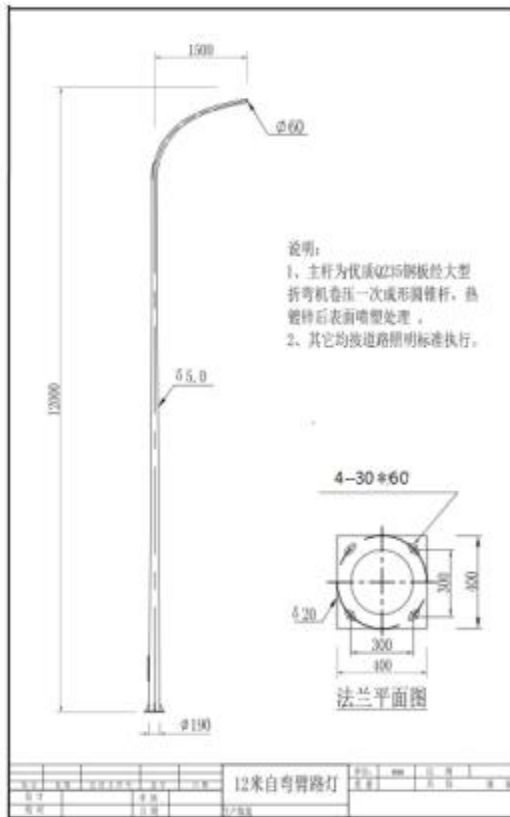 1500
Φ60
说明:
1、主杆为优质Q235钢板经大型
折弯机卷压一次成形圆锥杆，热
镀锌后表面喷塑处理 。
2、其它均按道路照明标准执行。
12000
δ5.0
4-30*60
δ20
300
400
300
400
法兰平面图
Φ190
12米自弯臂路灯
mm